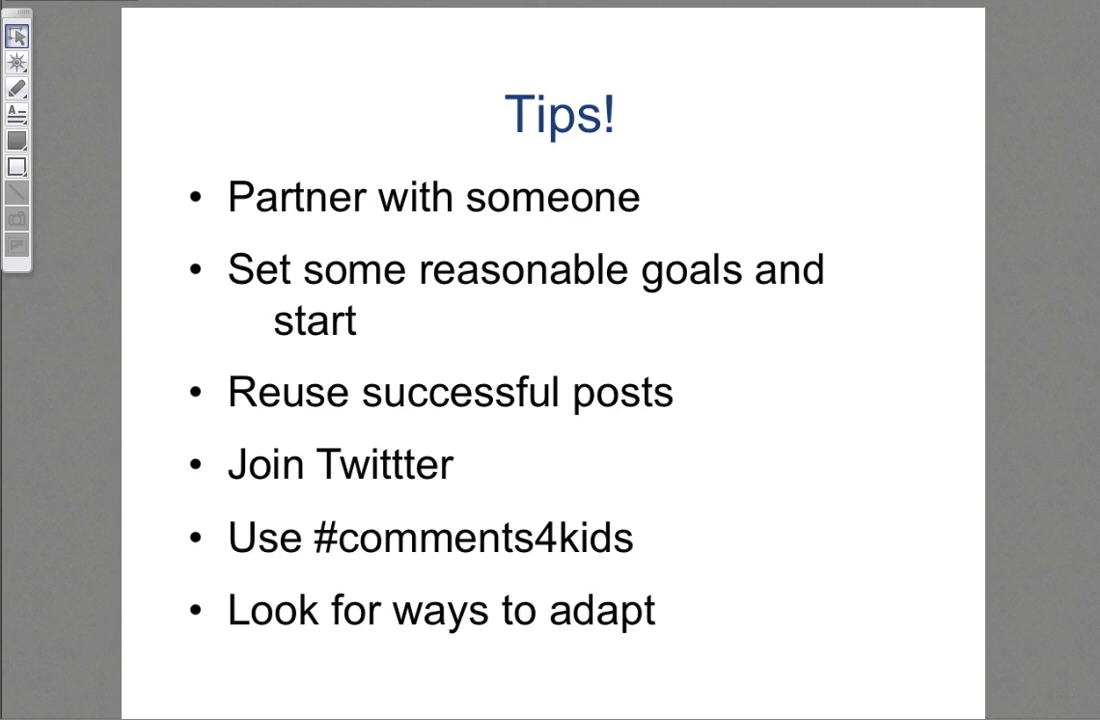 Tips!
• Partner with someone
• Set some reasonable goals and
start
• Reuse successful posts
• Join Twittter
• Use #comments4kids
• Look for ways to adapt